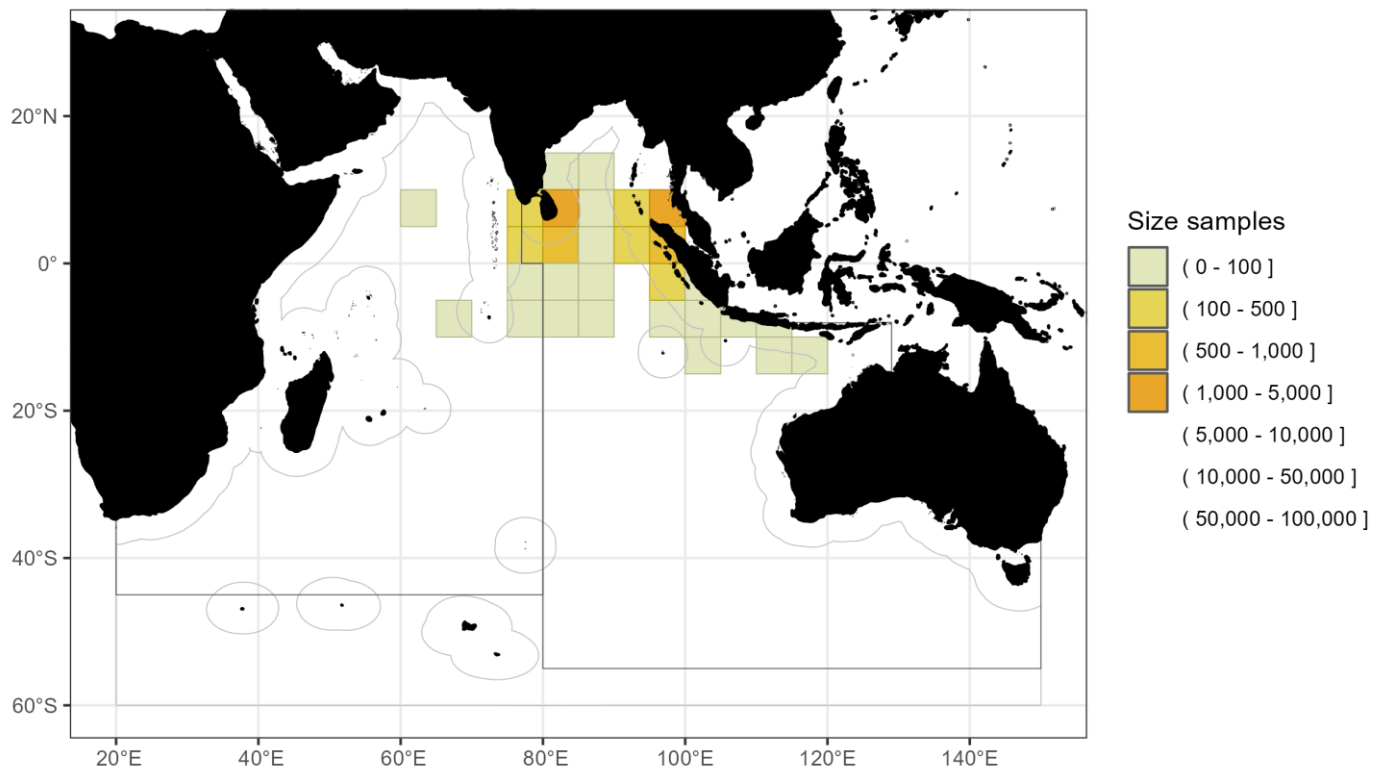 20°N
0°
20°S
40°S
60°S
20°E 40°E 60°E 80°E 100°E 120°E 140°E
Size samples
( 0 - 100 ]
( 100 - 500 ]
( 500 - 1,000 ]
( 1,000 - 5,000 ]
( 5,000 - 10,000 ]
( 10,000 - 50,000 ]
( 50,000 - 100,000 ]